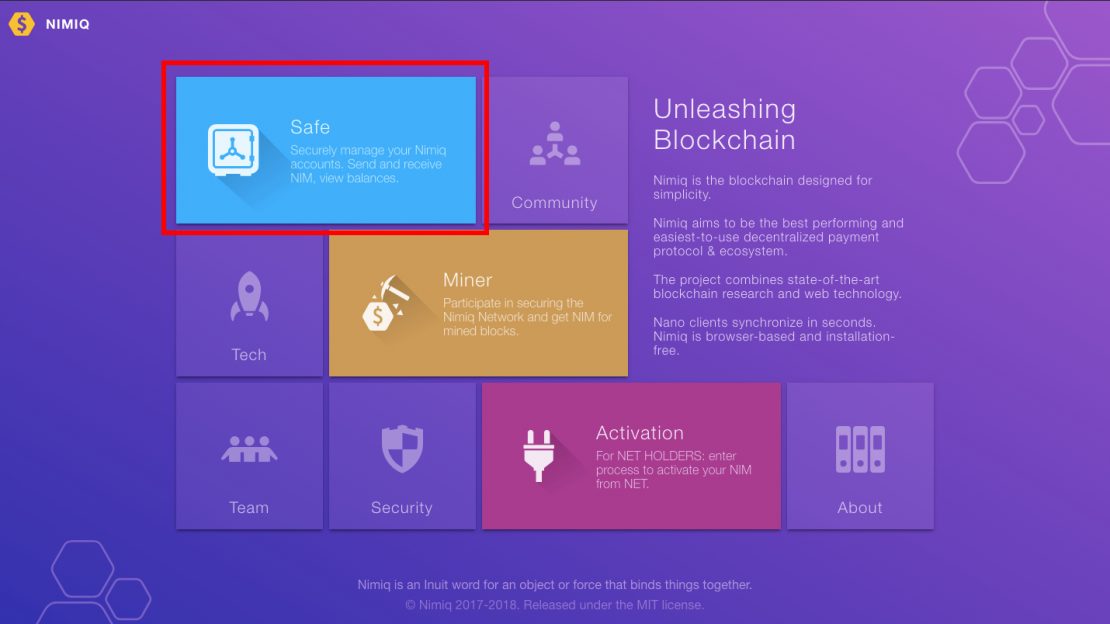 NIMIQ
Safe
Securely manage your Nimiq
accounts. Send and receive
NIM, view balances.
Community
Unleashing
Blockchain
Nimiq is the blockchain designed for
simplicity.
Nimiq aims to be the best performing and
easiest-to-use decentralized payment
protocol & ecosystem.
The project combines state-of-the-art
blockchain research and web technology.
Nano clients synchronize in seconds.
Nimiq is browser-based and installation-
free.
Tech
Miner
Participate in securing the
Nimiq Network and get NIM for
mined blocks.
Team
Security
Activation
For NET HOLDERS: enter
process to activate your NIM
from NET.
About
Nimiq is an Inuit word for an object or force that binds things together.
© Nimiq 2017-2018. Released under the MIT license.